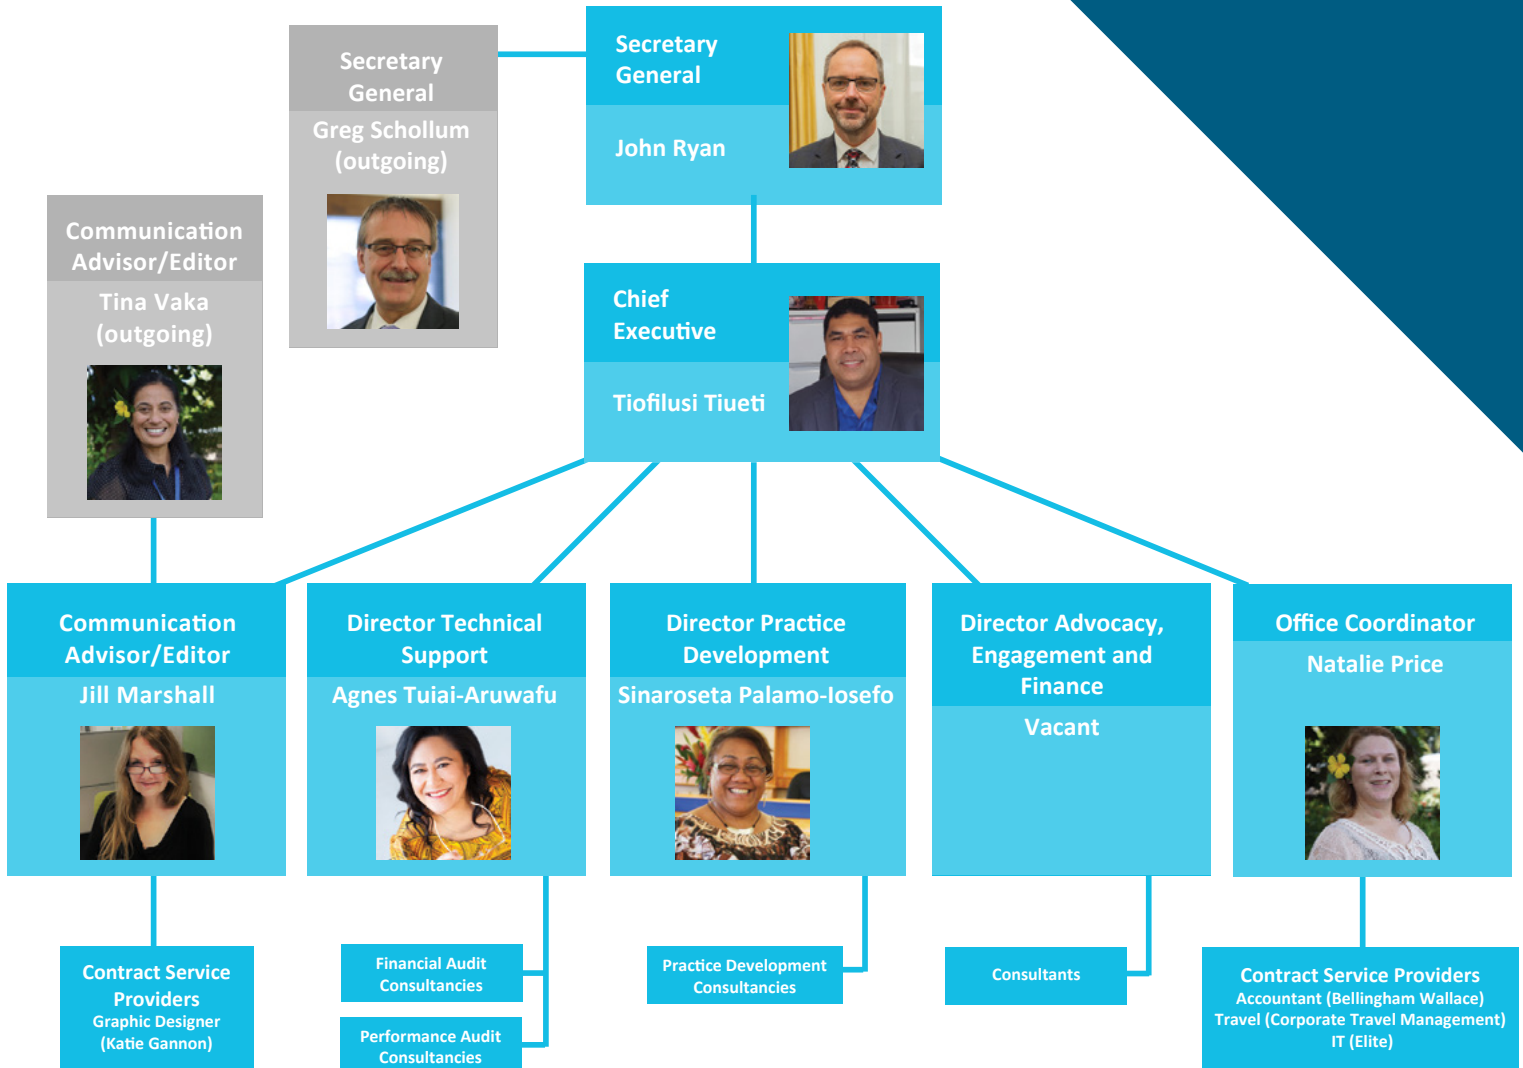 Secretary
General
Greg Schollum
(outgoing)
Secretary
General
John Ryan
Communication
Advisor/Editor
Tina Vaka
(outgoing)
Chief
Executive
Tiofilusi Tiueti
Communication
Advisor/Editor
Jill Marshall
Director Technical
Support
Agnes Tuiai-Aruwafu
Director Practice
Development
Sinaroseta Palamo-Iosefo
Director Advocacy,
Engagement and
Finance
Vacant
Office Coordinator
Natalie Price
Contract Service
Providers
Graphic Designer
(Katie Gannon)
Financial Audit
Consultancies
Performance Audit
Consultancies
Practice Development
Consultancies
Consultants
Contract Service Providers
Accountant (Bellingham Wallace)
Travel (Corporate Travel Management)
IT (Elite)